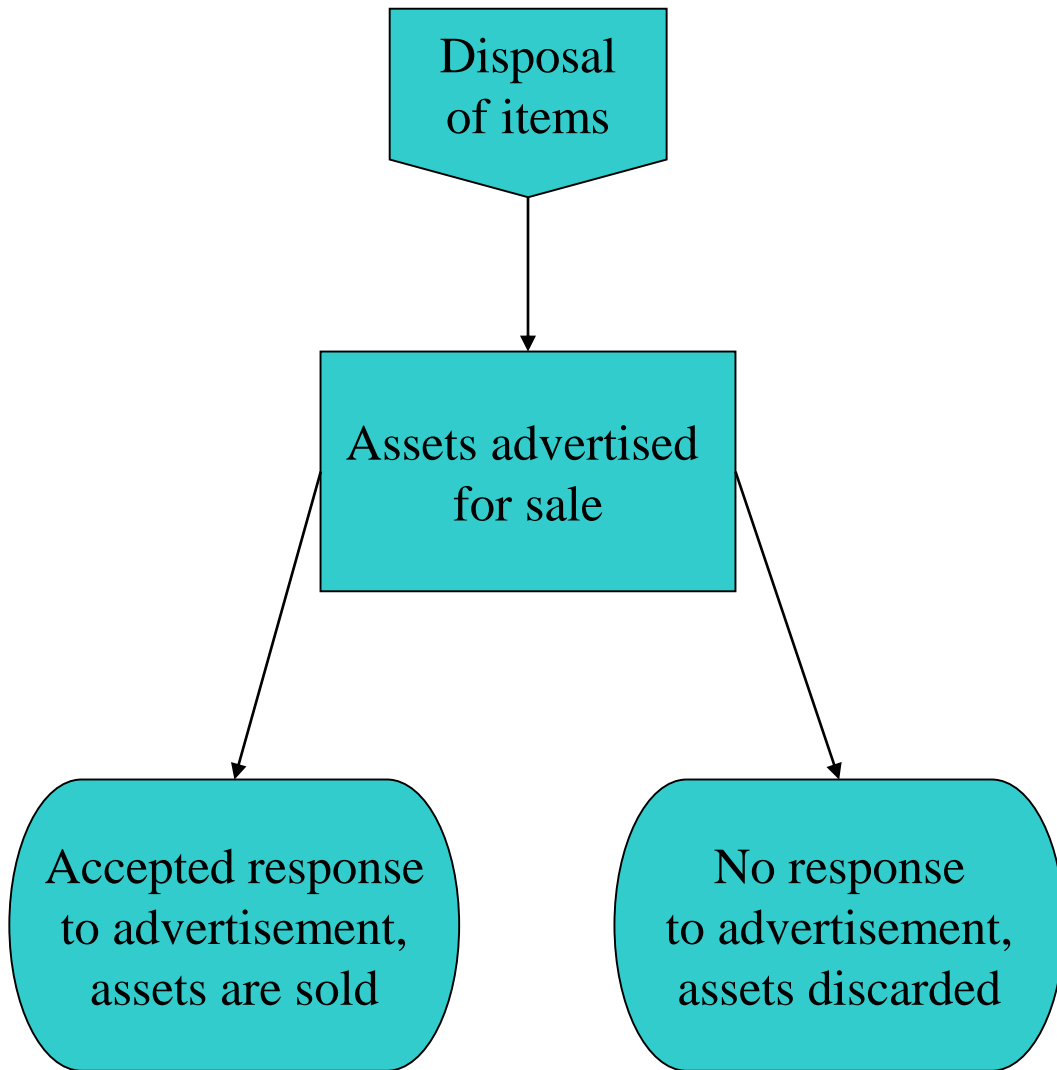 Disposal
of items
Assets advertised
for sale
Accepted response
to advertisement,
assets are sold
No response
to advertisement,
assets discarded